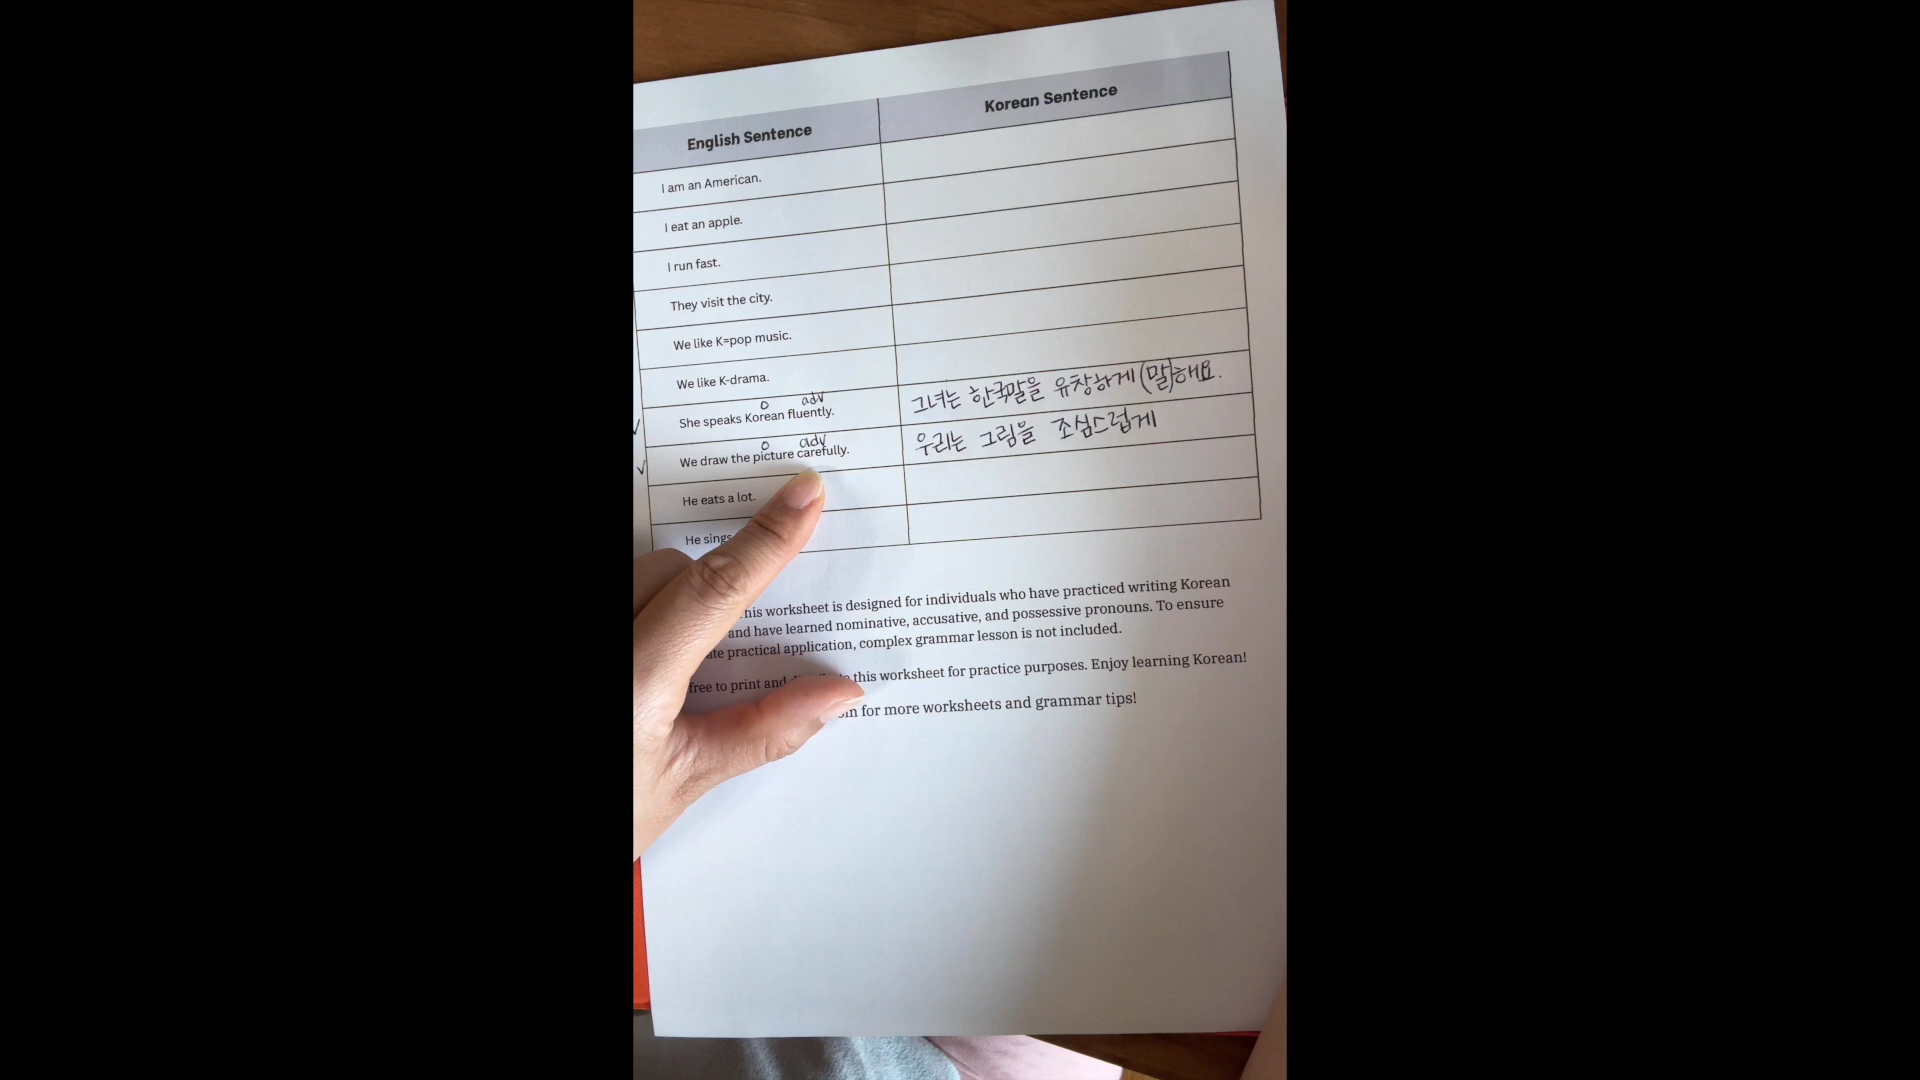 English Sentence
Korean Sentence
I am an American.
I eat an apple.
I run fast.
They visit the city.
We like K=pop music.
We like K-drama.
o adv
She speaks Korean fluently.
그녀는 한국말을 유창하게 (말)해요.
o adv
We draw the picture carefully.
우리는 그림을 조심스럽게
He eats a lot.
He sings
his worksheet is designed for individuals who have practiced writing Korean
and have learned nominative, accusative, and possessive pronouns. To ensure
practical application, complex grammar lesson is not included.
free to print and this worksheet for practice purposes. Enjoy learning Korean!
for more worksheets and grammar tips!